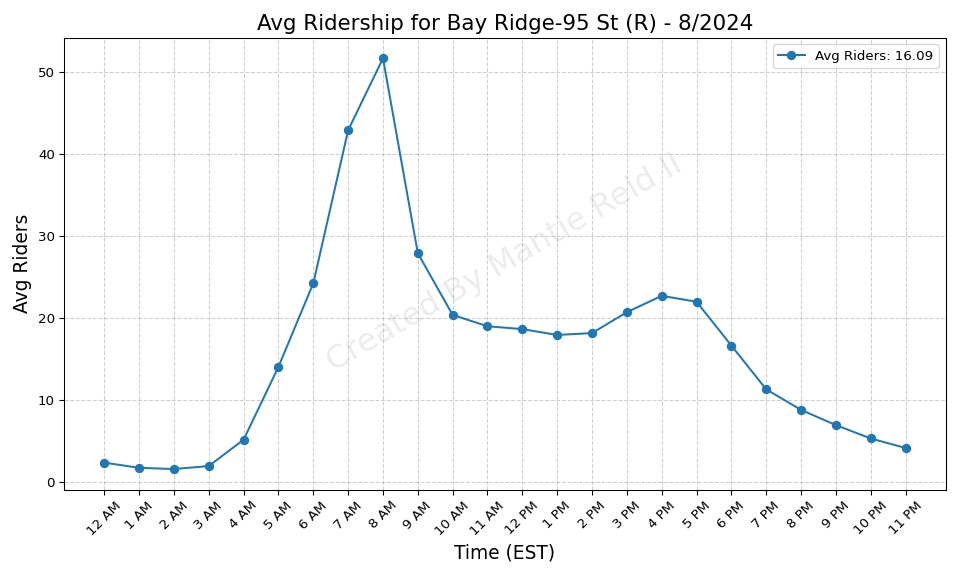 Avg Ridership for Bay Ridge-95 St (R) - 8/2024
Avg Riders: 16.09
Avg Riders
50
40
30
20
10
0
Created By Mantie Reid II
12 AM
1 AM
2 AM
3 AM
4 AM
5 AM
6 AM
7 AM
8 AM
9 AM
10 AM
11 AM
12 PM
1 PM
2 PM
3 PM
4 PM
5 PM
6 PM
7 PM
8 PM
9 PM
10 PM
11 PM
Time (EST)